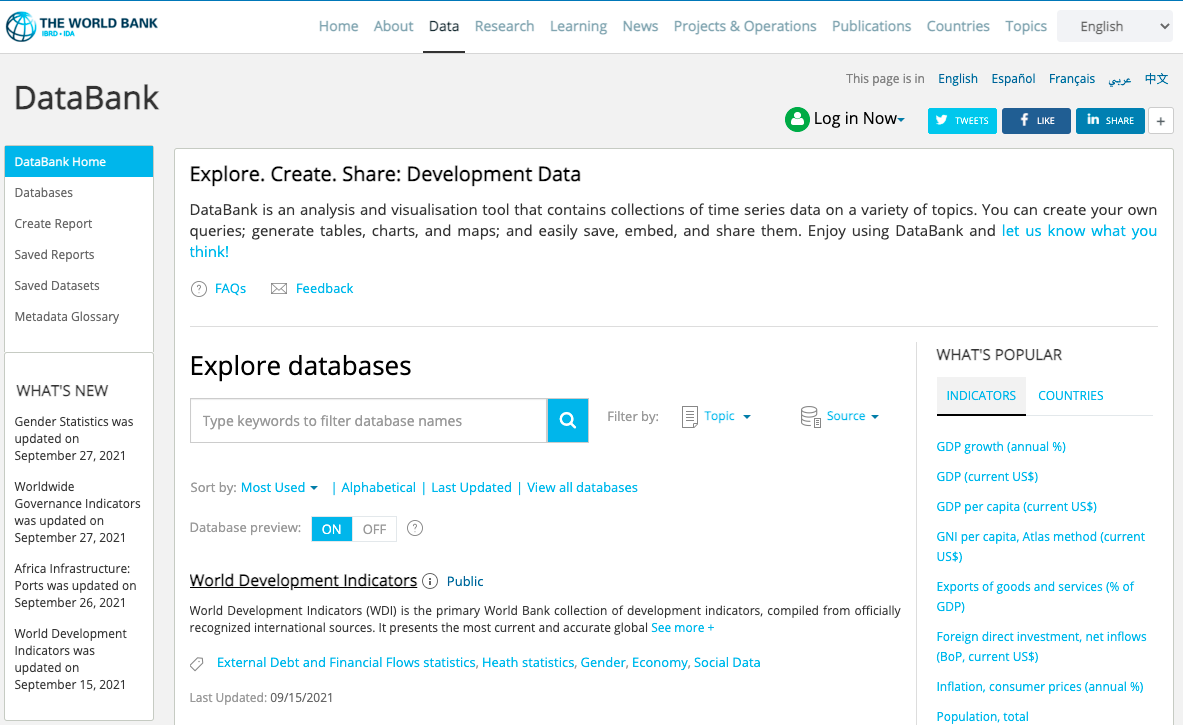 THE WORLD BANK
IBRD • IDA
Home About Data Research Learning News Projects & Operations Publications Countries Topics English
This page is in English Español Français عربي 中文
DataBank
Log in Now
TWEETS LIKE SHARE +
DataBank Home
Databases
Create Report
Saved Reports
Saved Datasets
Metadata Glossary
WHAT'S NEW
Gender Statistics was
updated on
September 27, 2021
Worldwide
Governance Indicators
was updated on
September 27, 2021
Africa Infrastructure:
Ports was updated on
September 26, 2021
World Development
Indicators was
updated on
September 15, 2021
Explore. Create. Share: Development Data
DataBank is an analysis and visualisation tool that contains collections of time series data on a variety of topics. You can create your own
queries; generate tables, charts, and maps; and easily save, embed, and share them. Enjoy using DataBank and let us know what you
think!
? FAQs Feedback
Explore databases
Type keywords to filter database names
Filter by: Topic Source
Sort by: Most Used | Alphabetical | Last Updated | View all databases
Database preview: ON OFF ?
World Development Indicators i Public
World Development Indicators (WDI) is the primary World Bank collection of development indicators, compiled from officially
recognized international sources. It presents the most current and accurate global See more +
External Debt and Financial Flows statistics, Heath statistics, Gender, Economy, Social Data
Last Updated: 09/15/2021
WHAT'S POPULAR
INDICATORS COUNTRIES
GDP growth (annual %)
GDP (current US$)
GDP per capita (current US$)
GNI per capita, Atlas method (current
US$)
Exports of goods and services (% of
GDP)
Foreign direct investment, net inflows
(BoP, current US$)
Inflation, consumer prices (annual %)
Population, total